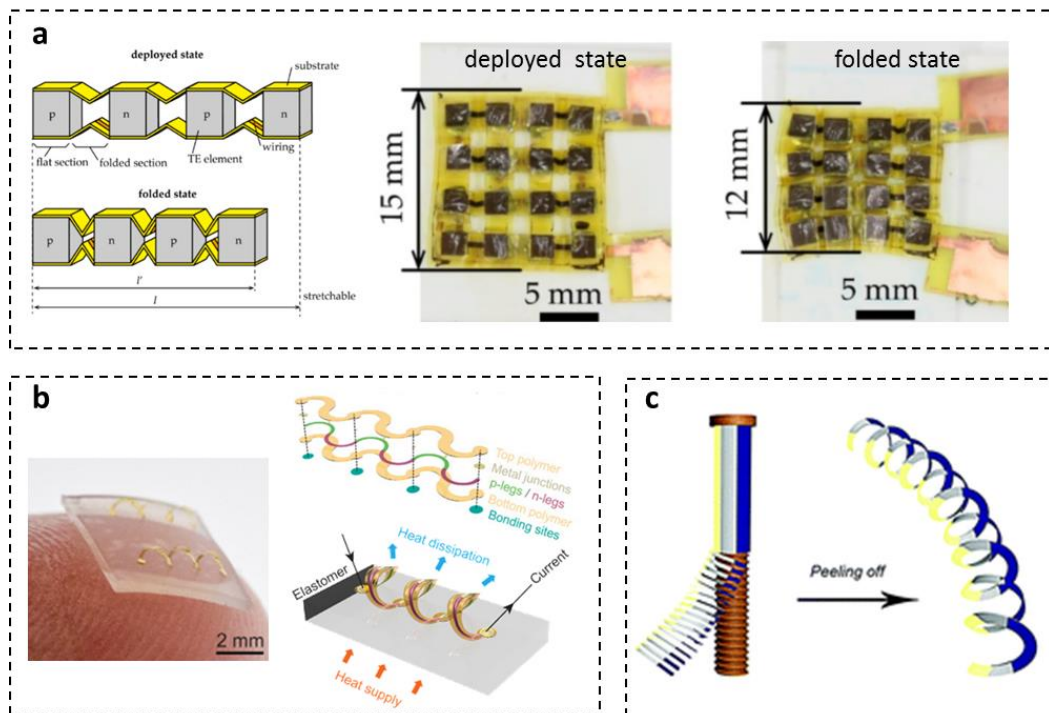 a
deployed state
substrate
p
n
p
n
flat section
folded section
TE element
wiring
folded state
p
n
p
n
l'
l
stretchable
deployed state
15 mm
5 mm
folded state
12 mm
5 mm
b
2 mm
Top polymer
Metal junctions
p-legs / n-legs
Bottom polymer
Bonding sites
Heat dissipation
Current
Elastomer
Heat supply
c
Peeling off